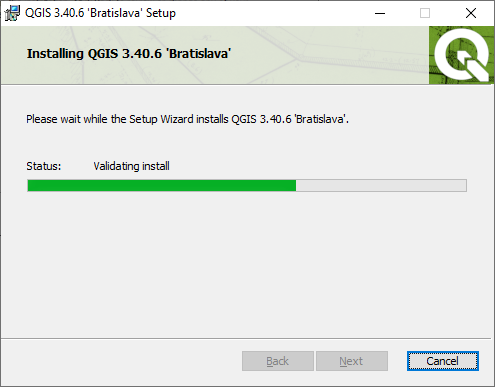 QGIS 3.40.6 'Bratislava' Setup
Installing QGIS 3.40.6 'Bratislava'
Please wait while the Setup Wizard installs QGIS 3.40.6 'Bratislava'.
Status: Validating install
Back Next Cancel